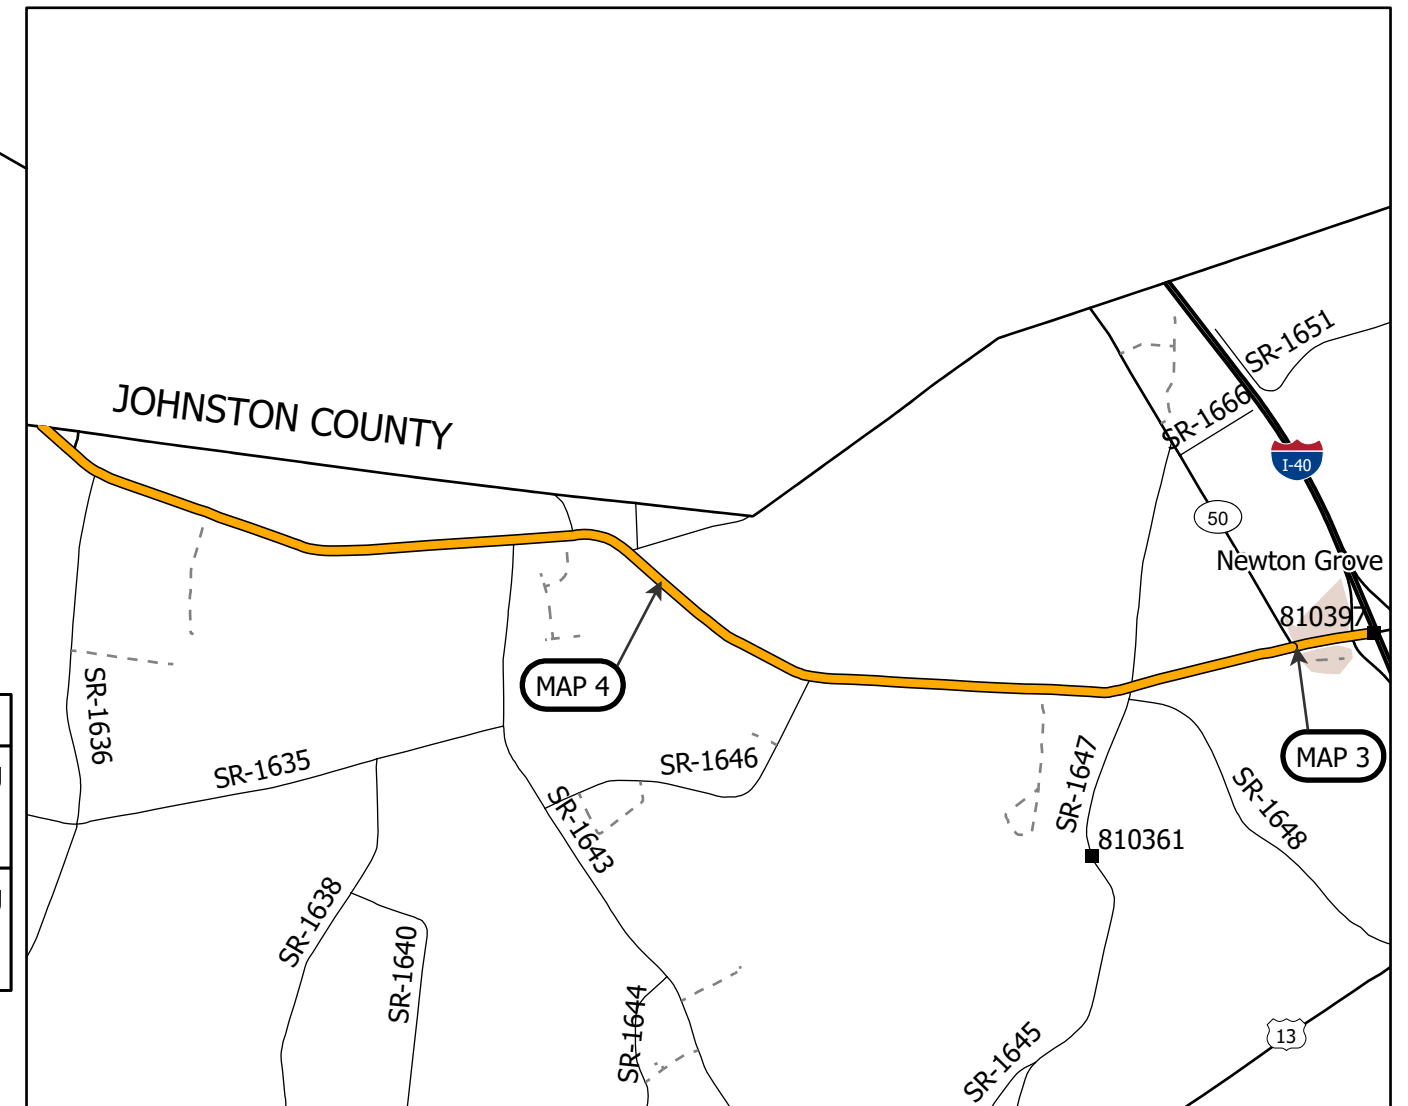 SR-1651
JOHNSTON COUNTY
SR-1666
I-40
50
Newton Grove
810397
MAP 4
SR-1636
MAP 3
SR-1635
SR-1646
SR-1647
SR-1648
SR-1643
810361
SR-1638
SR-1640
SR-1644
13
SR-1645